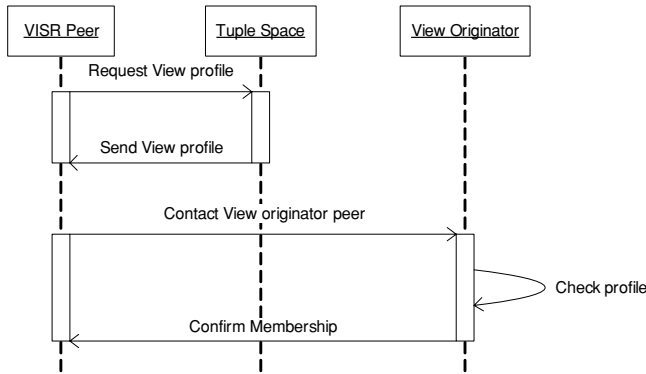 VISR Peer
Tuple Space
View Originator
Request View profile
Send View profile
Contact View originator peer
Check profile
Confirm Membership